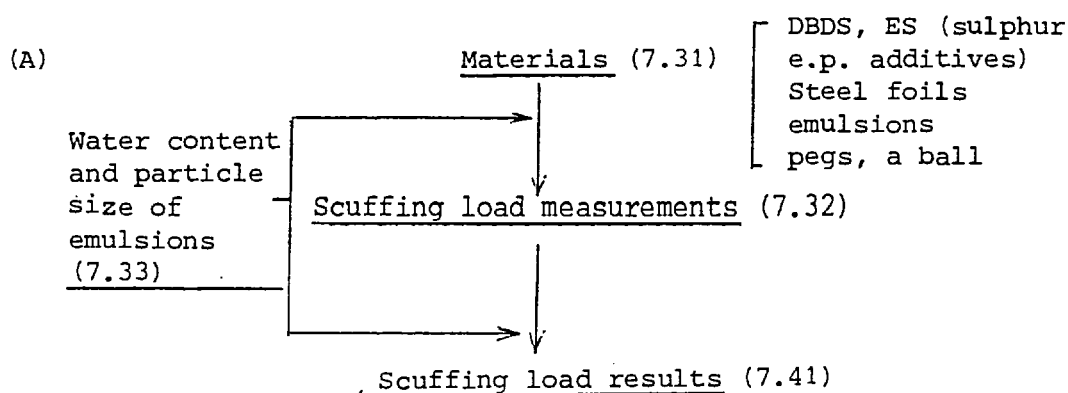 (A)
Materials (7.31)
DBDS, ES (sulphur
e.p. additives)
Steel foils
emulsions
pegs, a ball
Water content
and particle
size of
emulsions
(7.33)
Scuffing load measurements (7.32)
Scuffing load results (7.41)